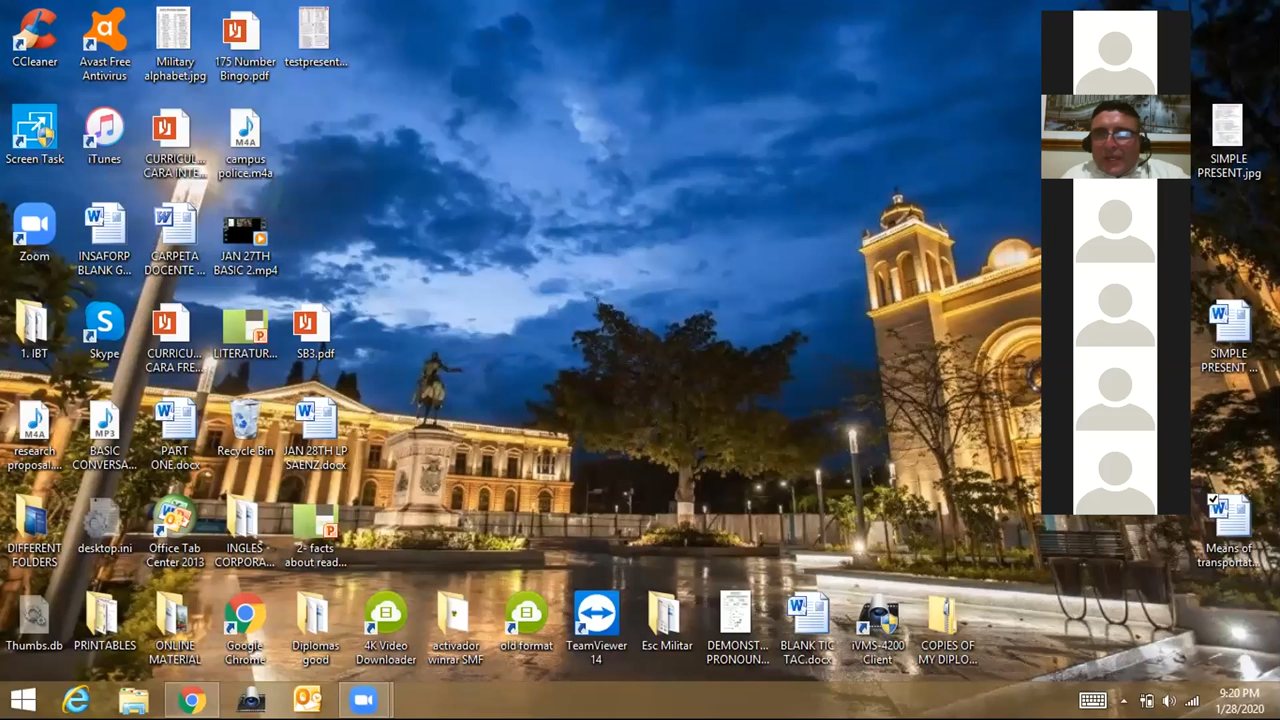 CCleaner
Avast Free
Antivirus
Military
alphabet.jpg
175 Number
Bingo.pdf
testpresent...
Screen Task
iTunes
CURRICUL...
CARA INTE...
M4A
campus
police.m4a
SIMPLE
PRESENT.jpg
Zoom
INSAFORP
BLANK G...
CARPETA
DOCENTE ...
JAN 27TH
BASIC 2.mp4
1. IBT
Skype
CURRICU...
CARA FRE...
LITERATUR...
SB3.pdf
SIMPLE
PRESENT ...
M4A
research
proposal....
MP3
BASIC
CONVERSA...
PART
ONE.docx
Recycle Bin
JAN 28TH LP
SAENZ.docx
DIFFERENT
FOLDERS
desktop.ini
Office Tab
Center 2013
INGLES -
CORPORA...
2- facts
about read...
Means of
transportat...
Thumbs.db
PRINTABLES
ONLINE
MATERIAL
Google
Chrome
Diplomas
good
4K Video
Downloader
activador
winrar SMF
old format
TeamViewer
14
Esc Militar
DEMONST...
PRONOUN...
BLANK TIC
TAC.docx
iVMS-4200
Client
COPIES OF
MY DIPLO...
9:20 PM
1/28/2020